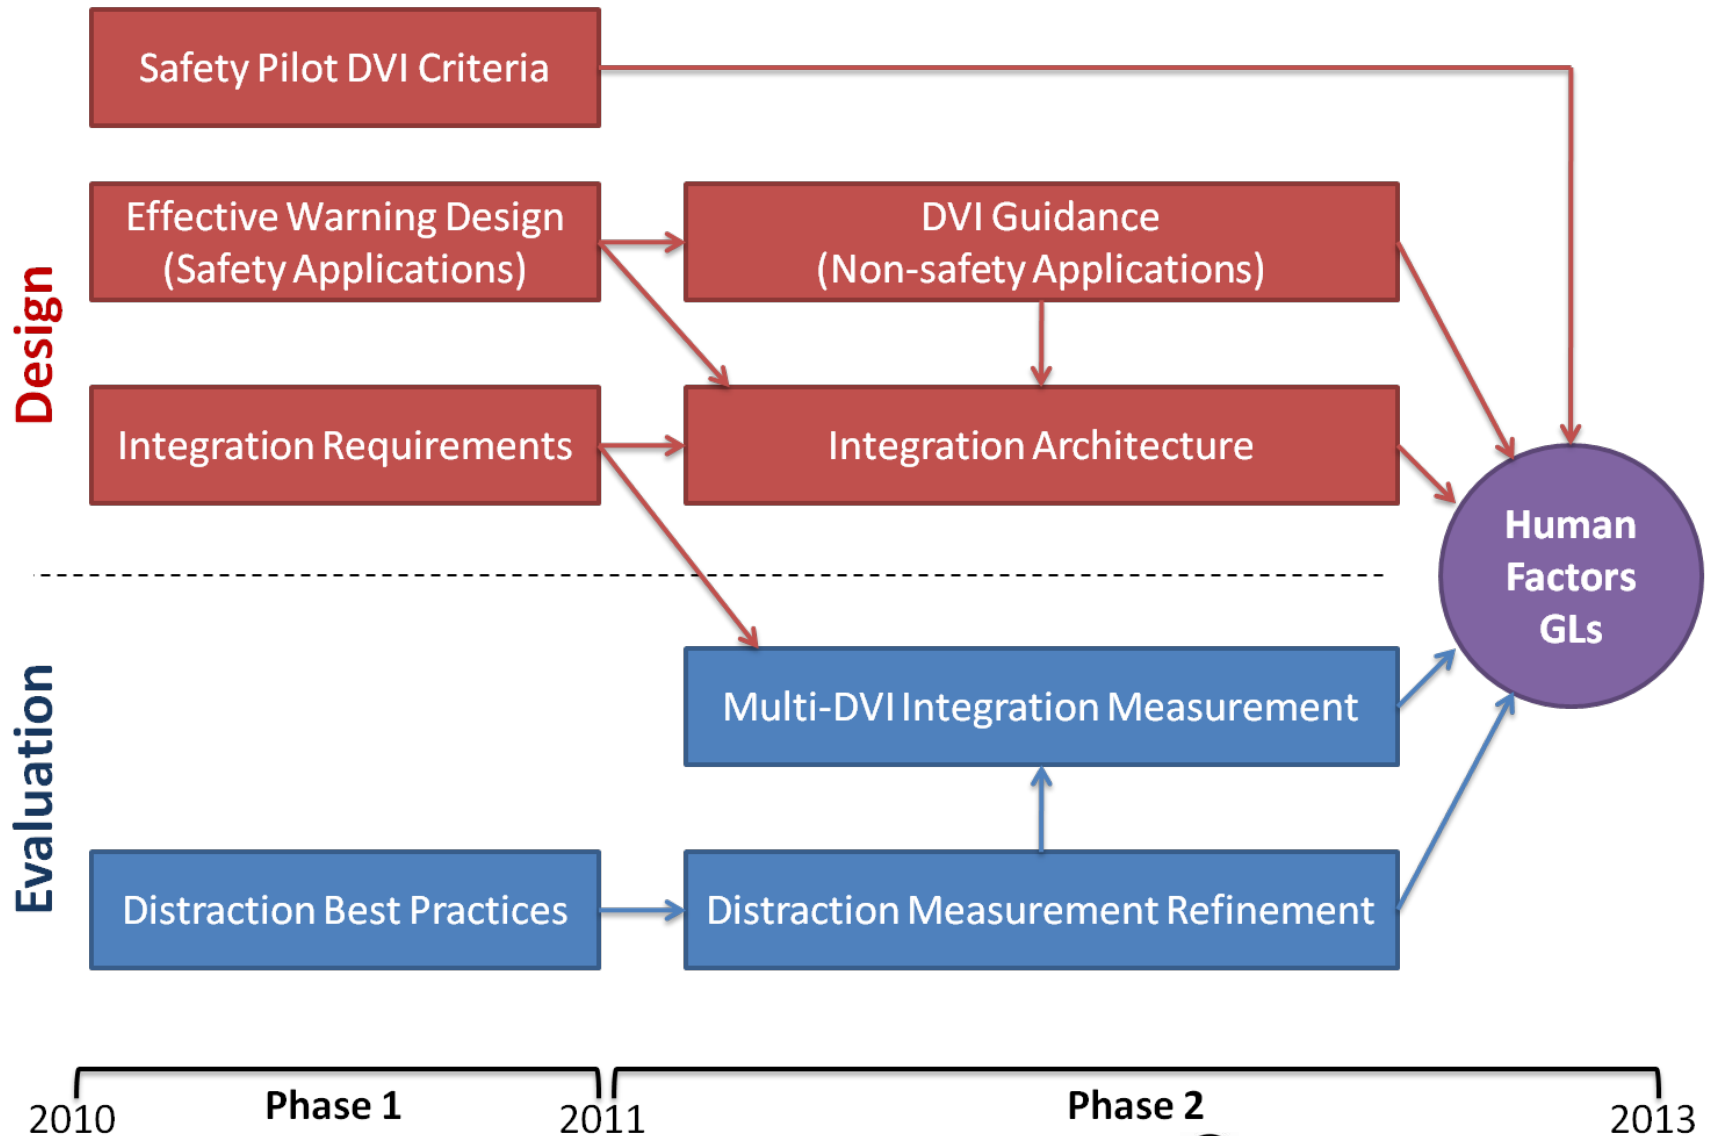 Safety Pilot DVI Criteria
Effective Warning Design
(Safety Applications)
DVI Guidance
(Non-safety Applications)
Design
Integration Requirements
Integration Architecture
Human
Factors
GLs
Multi-DVI Integration Measurement
Evaluation
Distraction Best Practices
Distraction Measurement Refinement
Phase 1
Phase 2
2010
2011
2013